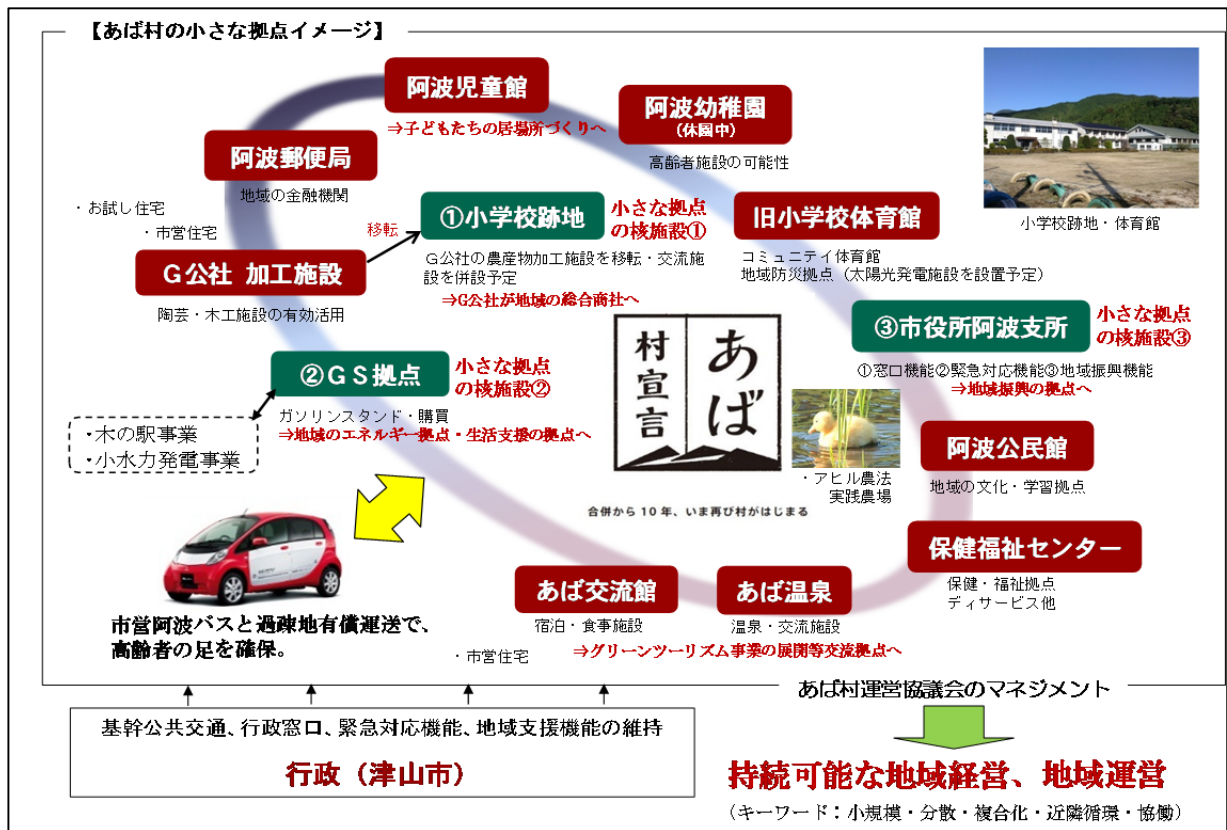 【あば村の小さな拠点イメージ】
阿波児童館
⇒子どもたちの居場所づくりへ
阿波幼稚園
(休園中)
高齢者施設の可能性
小学校跡地・体育館
阿波郵便局
地域の金融機関
・お試し住宅
・市営住宅
移転
①小学校跡地
小さな拠点
の核施設①
G公社の農産物加工施設を移転・交流施
設を併設予定
⇒G公社が地域の総合商社へ
旧小学校体育館
コミュニテイ体育館
地域防災拠点（太陽光発電施設を設置予定）
G公社 加工施設
陶芸・木工施設の有効活用
③市役所阿波支所
小さな拠点
の核施設③
①窓口機能②緊急対応機能③地域振興機能
⇒地域振興の拠点へ
②GS拠点
小さな拠点
の核施設②
ガソリンスタンド・購買
⇒地域のエネルギー拠点・生活支援の拠点へ
・木の駅事業
・小水力発電事業
あば
村宣言
合併から10年、いま再び村がはじまる
・アヒル農法
実践農場
阿波公民館
地域の文化・学習拠点
保健福祉センター
保健・福祉拠点
ディサービス他
あば交流館
宿泊・食事施設
あば温泉
温泉・交流施設
⇒グリーンツーリズム事業の展開等交流拠点へ
・市営住宅
市営阿波バスと過疎地有償運送で、
高齢者の足を確保。
あば村運営協議会のマネジメント
基幹公共交通、行政窓口、緊急対応機能、地域支援機能の維持
行政（津山市）
持続可能な地域経営、地域運営
（キーワード：小規模・分散・複合化・近隣循環・協働）